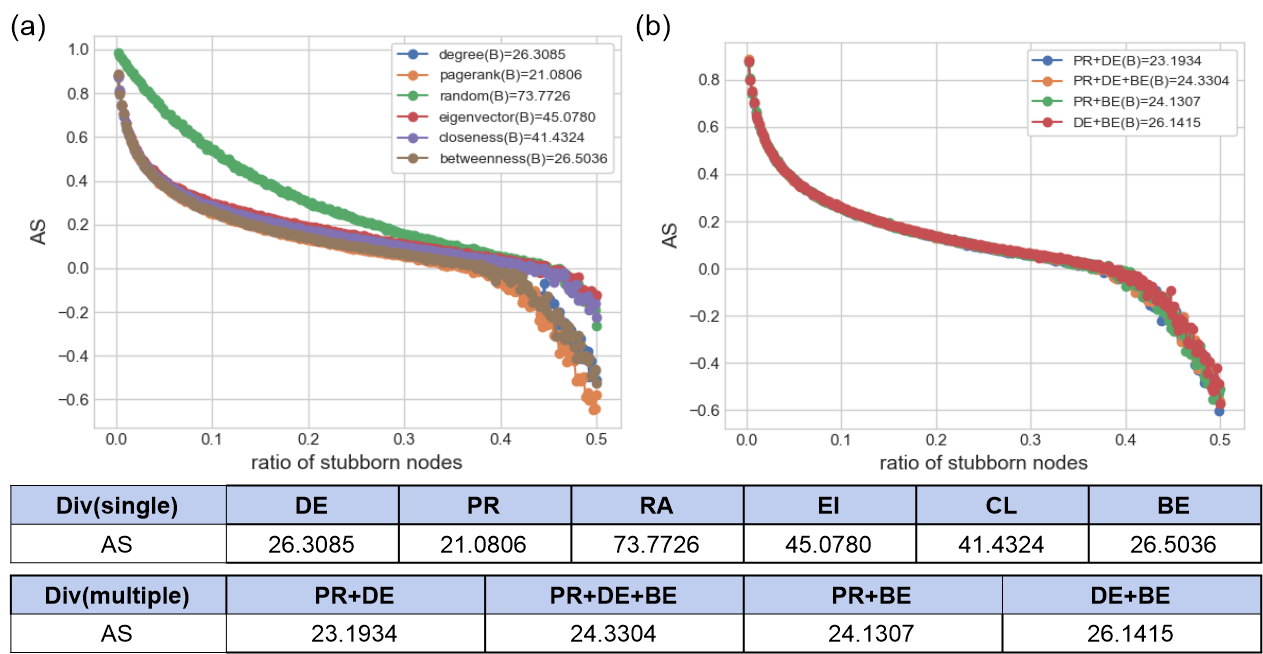 (a)
1.0
0.8
0.6
0.4
0.2
0.0
−0.2
−0.4
−0.6
AS
degree(B)=26.3085
pagerank(B)=21.0806
random(B)=73.7726
eigenvector(B)=45.0780
closeness(B)=41.4324
betweenness(B)=26.5036
0.0 0.1 0.2 0.3 0.4 0.5
ratio of stubborn nodes
(b)
0.8
0.6
0.4
0.2
0.0
−0.2
−0.4
−0.6
AS
PR+DE(B)=23.1934
PR+DE+BE(B)=24.3304
PR+BE(B)=24.1307
DE+BE(B)=26.1415
0.0 0.1 0.2 0.3 0.4 0.5
ratio of stubborn nodes
Div(single) DE PR RA EI CL BE
AS 26.3085 21.0806 73.7726 45.0780 41.4324 26.5036
Div(multiple) PR+DE PR+DE+BE PR+BE DE+BE
AS 23.1934 24.3304 24.1307 26.1415